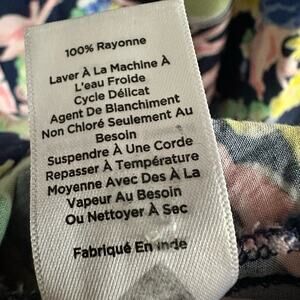 100% Rayonne
Laver À La Machine À
L'eau Froide
Cycle Délicat
Agent De Blanchiment
Non Chloré Seulement Au
Besoin
Suspendre À Une Corde
Repasser À Température
Moyenne Avec Des À La
Vapeur Au Besoin
Ou Nettoyer À Sec
Fabriqué En Inde